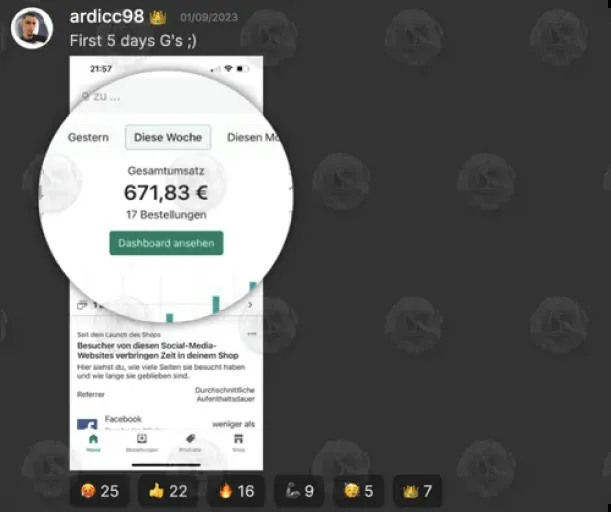 ardicc98 👑 01/09/2023
First 5 days G's ;)
21:57
zu ...
Gestern Diese Woche Diesen Mo
Gesamtumsatz
671,83 €
17 Bestellungen
Dashboard ansehen
Seit dem Launch des Shops
Besucher von diesen Social-Media-
Websites verbringen Zeit in deinem Shop
Hier siehst du, wie viele Seiten sie besucht haben
und wie lange sie geblieben sind.
Referrer Durchschnittliche
Aufenthaltsdauer
Facebook weniger als
Home Bestellungen Produkte Shop
🥵 25 👍 22 🔥 16 🦾 9 🥳 5 👑 7